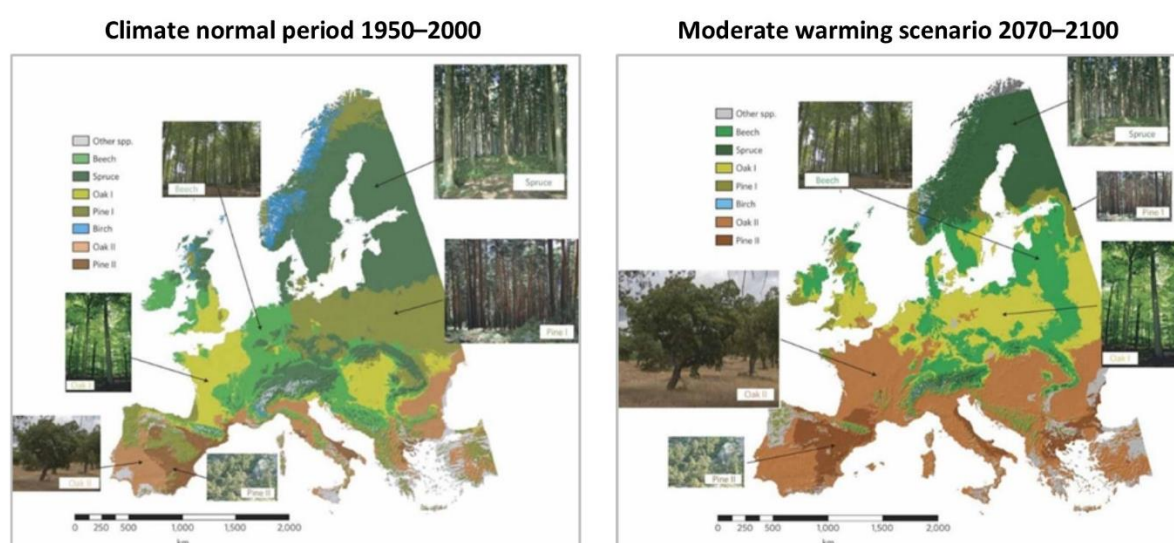 Climate normal period 1950–2000
Other spp.
Beech
Spruce
Oak I
Pine I
Birch
Oak II
Pine II
Beech
Spruce
Pine I
Oak I
Oak II
Pine II
0 250 500 1,000 1,500 2,000
km
Moderate warming scenario 2070–2100
Other spp.
Beech
Spruce
Oak I
Pine I
Birch
Oak II
Pine II
Beech
Spruce
Pine I
Oak I
Oak II
Pine II
0 250 500 1,000 1,500 2,000
km